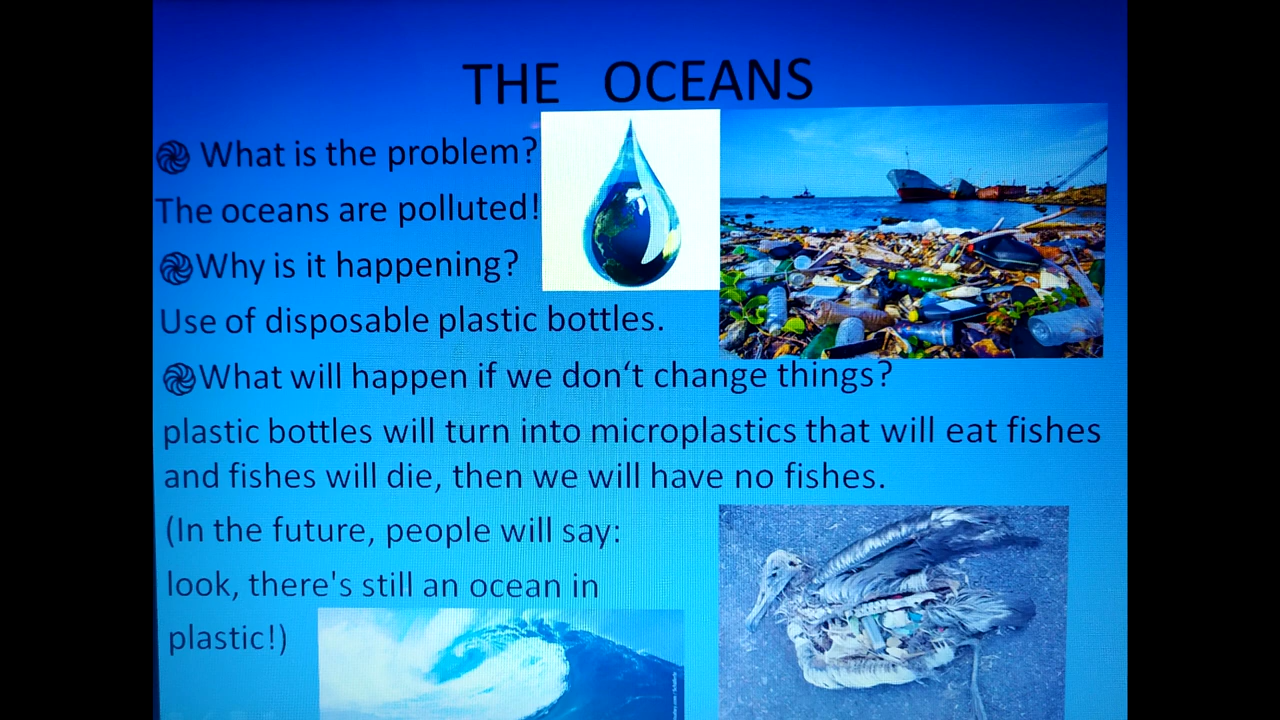 THE OCEANS
What is the problem?
The oceans are polluted!
Why is it happening?
Use of disposable plastic bottles.
What will happen if we don‘t change things?
plastic bottles will turn into microplastics that will eat fishes
and fishes will die, then we will have no fishes.
(In the future, people will say:
look, there's still an ocean in
plastic!)